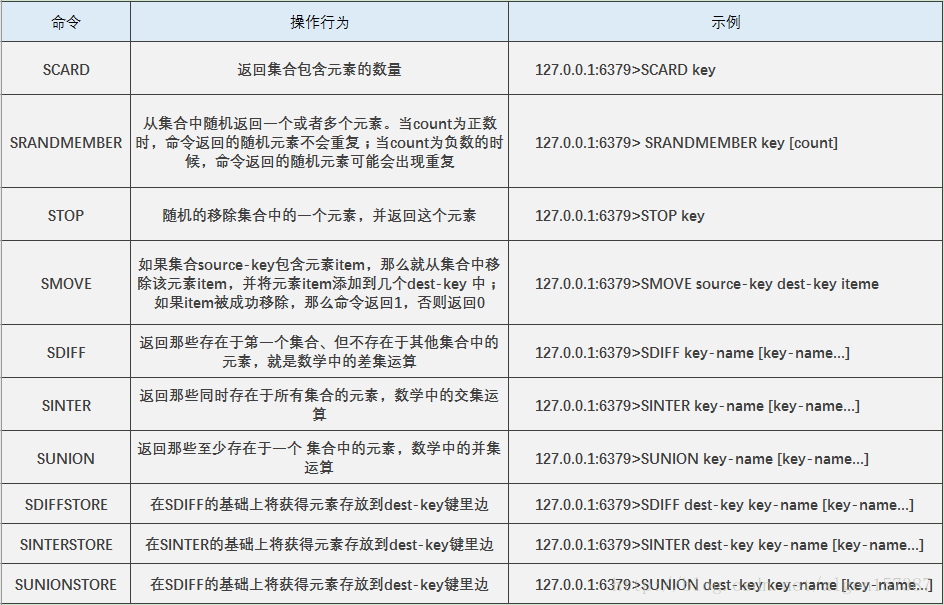 命令 操作行为 示例
SCARD 返回集合包含元素的数量 127.0.0.1:6379>SCARD key
从集合中随机返回一个或者多个元素。当count为正数
SRANDMEMBER 时，命令返回的随机元素不会重复；当count为负数的时 127.0.0.1:6379> SRANDMEMBER key [count]
候，命令返回的随机元素可能会出现重复
STOP 随机的移除集合中的一个元素，并返回这个元素 127.0.0.1:6379>STOP key
如果集合source-key包含元素item，那么就从集合中移
SMOVE 除该元素item，并将元素item添加到几个dest-key 中； 127.0.0.1:6379>SMOVE source-key dest-key iteme
如果item被成功移除，那么命令返回1，否则返回0
SDIFF 返回那些存在于第一个集合、但不存在于其他集合中的 127.0.0.1:6379>SDIFF key-name [key-name...]
元素，就是数学中的差集运算
SINTER 返回那些同时存在于所有集合的元素，数学中的交集运 127.0.0.1:6379>SINTER key-name [key-name...]
算
SUNION 返回那些至少存在于一个 集合中的元素，数学中的并集 127.0.0.1:6379>SUNION key-name [key-name...]
运算
SDIFFSTORE 在SDIFF的基础上将获得元素存放到dest-key键里边 127.0.0.1:6379>SDIFF dest-key key-name [key-name...]
SINTERSTORE 在SINTER的基础上将获得元素存放到dest-key键里边 127.0.0.1:6379>SINTER dest-key key-name [key-name...]
SUNIONSTORE 在SDIFF的基础上将获得元素存放到dest-key键里边 127.0.0.1:6379>SUNION dest-key key-name [key-name...]